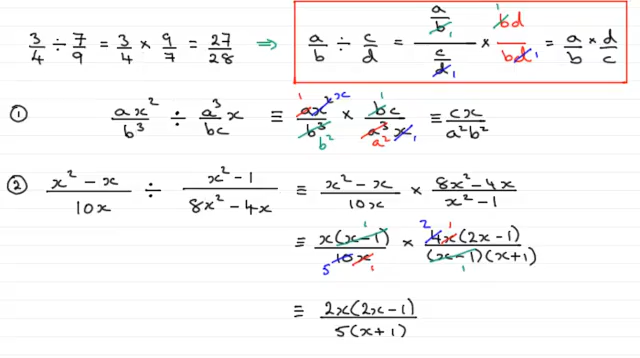 3/4 ÷ 7/9 = 3/4 × 9/7 = 27/28 ⇒ a/b ÷ c/d = (a/b)/(c/d) × bd/bd = a/b × d/c
① ax²/b³ ÷ a³x/bc ≡ ax²/b³ × bc/a³x ≡ cx/a²b²
② (x² − x)/10x ÷ (x² − 1)/(8x² − 4x) ≡ (x² − x)/10x × (8x² − 4x)/(x² − 1)
≡ x(x − 1)/10x × 4x(2x − 1)/(x − 1)(x + 1)
≡ 2x(2x − 1)/5(x + 1)